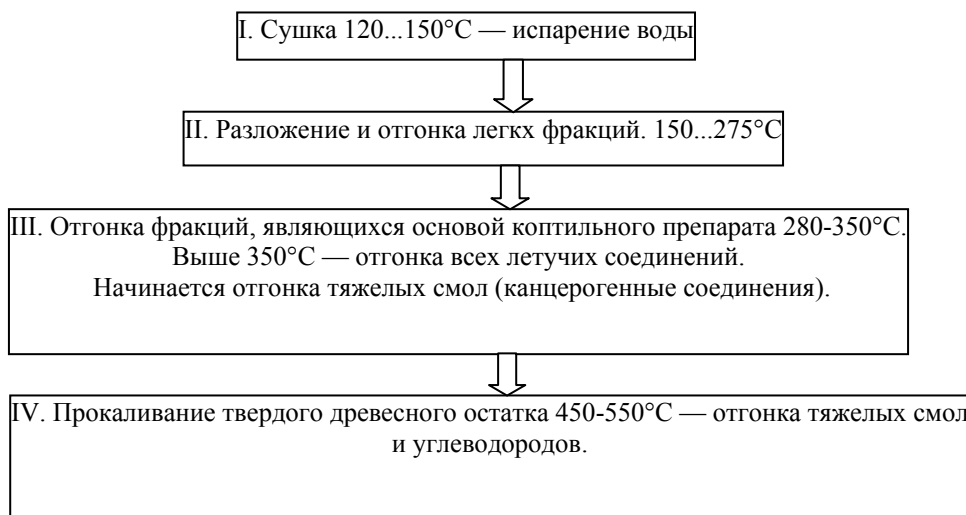 I. Сушка 120...150°С — испарение воды
II. Разложение и отгонка легкх фракций. 150...275°С
III. Отгонка фракций, являющихся основой коптильного препарата 280-350°С.
Выше 350°С — отгонка всех летучих соединений.
Начинается отгонка тяжелых смол (канцерогенные соединения).
IV. Прокаливание твердого древесного остатка 450-550°С — отгонка тяжелых смол
и углеводородов.